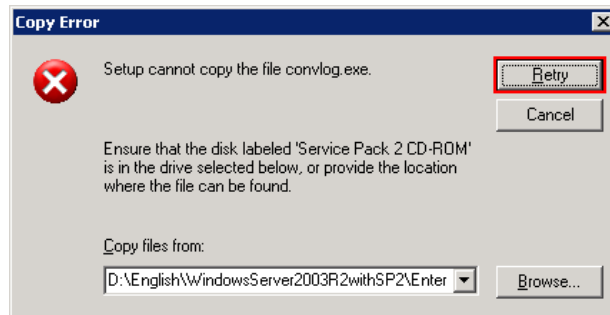 Copy Error
Setup cannot copy the file convlog.exe.
Retry
Cancel
Ensure that the disk labeled 'Service Pack 2 CD-ROM'
is in the drive selected below, or provide the location
where the file can be found.
Copy files from:
D:\English\WindowsServer2003R2withSP2\Enter
Browse...